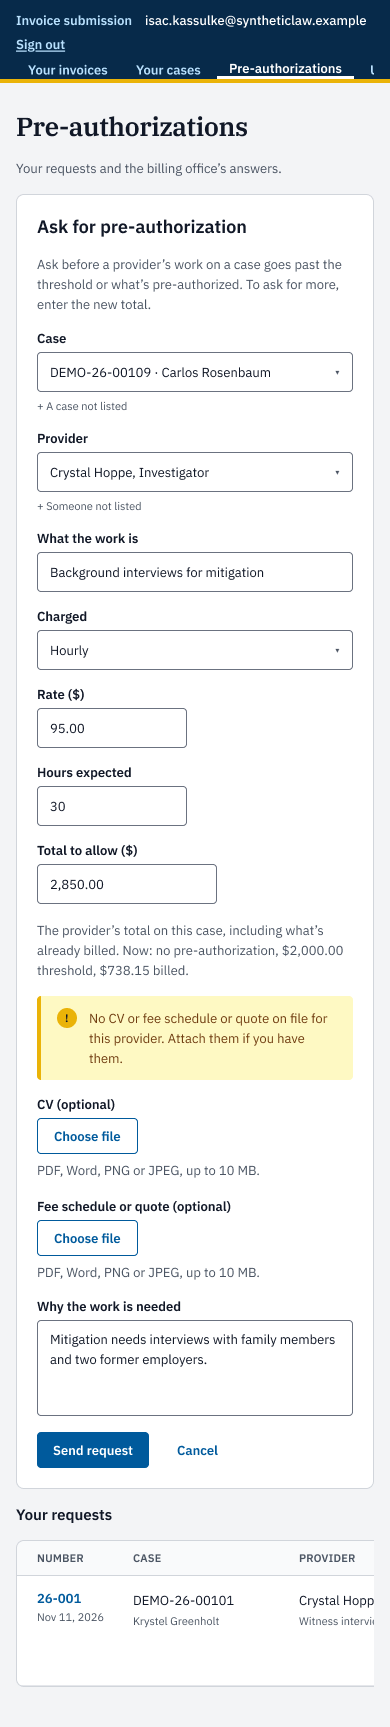 Invoice submission isac.kassulke@syntheticlaw.example
Sign out
Your invoices Your cases Pre-authorizations
Pre-authorizations
Your requests and the billing office's answers.
Ask for pre-authorization
Ask before a provider's work on a case goes past the
threshold or what's pre-authorized. To ask for more,
enter the new total.
Case
DEMO-26-00109 · Carlos Rosenbaum
+ A case not listed
Provider
Crystal Hoppe, Investigator
+ Someone not listed
What the work is
Background interviews for mitigation
Charged
Hourly
Rate ($)
95.00
Hours expected
30
Total to allow ($)
2,850.00
The provider's total on this case, including what's
already billed. Now: no pre-authorization, $2,000.00
threshold, $738.15 billed.
! No CV or fee schedule or quote on file for
this provider. Attach them if you have
them.
CV (optional)
Choose file
PDF, Word, PNG or JPEG, up to 10 MB.
Fee schedule or quote (optional)
Choose file
PDF, Word, PNG or JPEG, up to 10 MB.
Why the work is needed
Mitigation needs interviews with family members
and two former employers.
Send request Cancel
Your requests
NUMBER CASE PROVIDER
26-001 DEMO-26-00101 Crystal Hopp
Nov 11, 2026 Krystel Greenholt Witness intervi